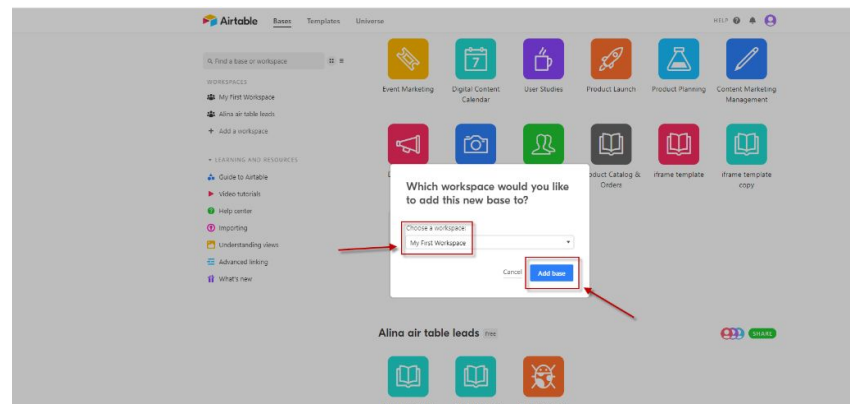 Airtable Bases Templates Universe HELP
Find a base or workspace
WORKSPACES
My First Workspace
Alina air table leads
+ Add a workspace
LEARNING AND RESOURCES
Guide to Airtable
Video tutorials
Help center
Importing
Understanding views
Advanced linking
What's new
Event Marketing
Digital Content
Calendar
7
User Studies
Product Launch
Product Planning
Content Marketing
Management
Catalog &
Orders
iframe template
iframe template
copy
Which workspace would you like
to add this new base to?
Choose a workspace:
My First Workspace
Cancel Add base
Alina air table leads FREE
SHARE